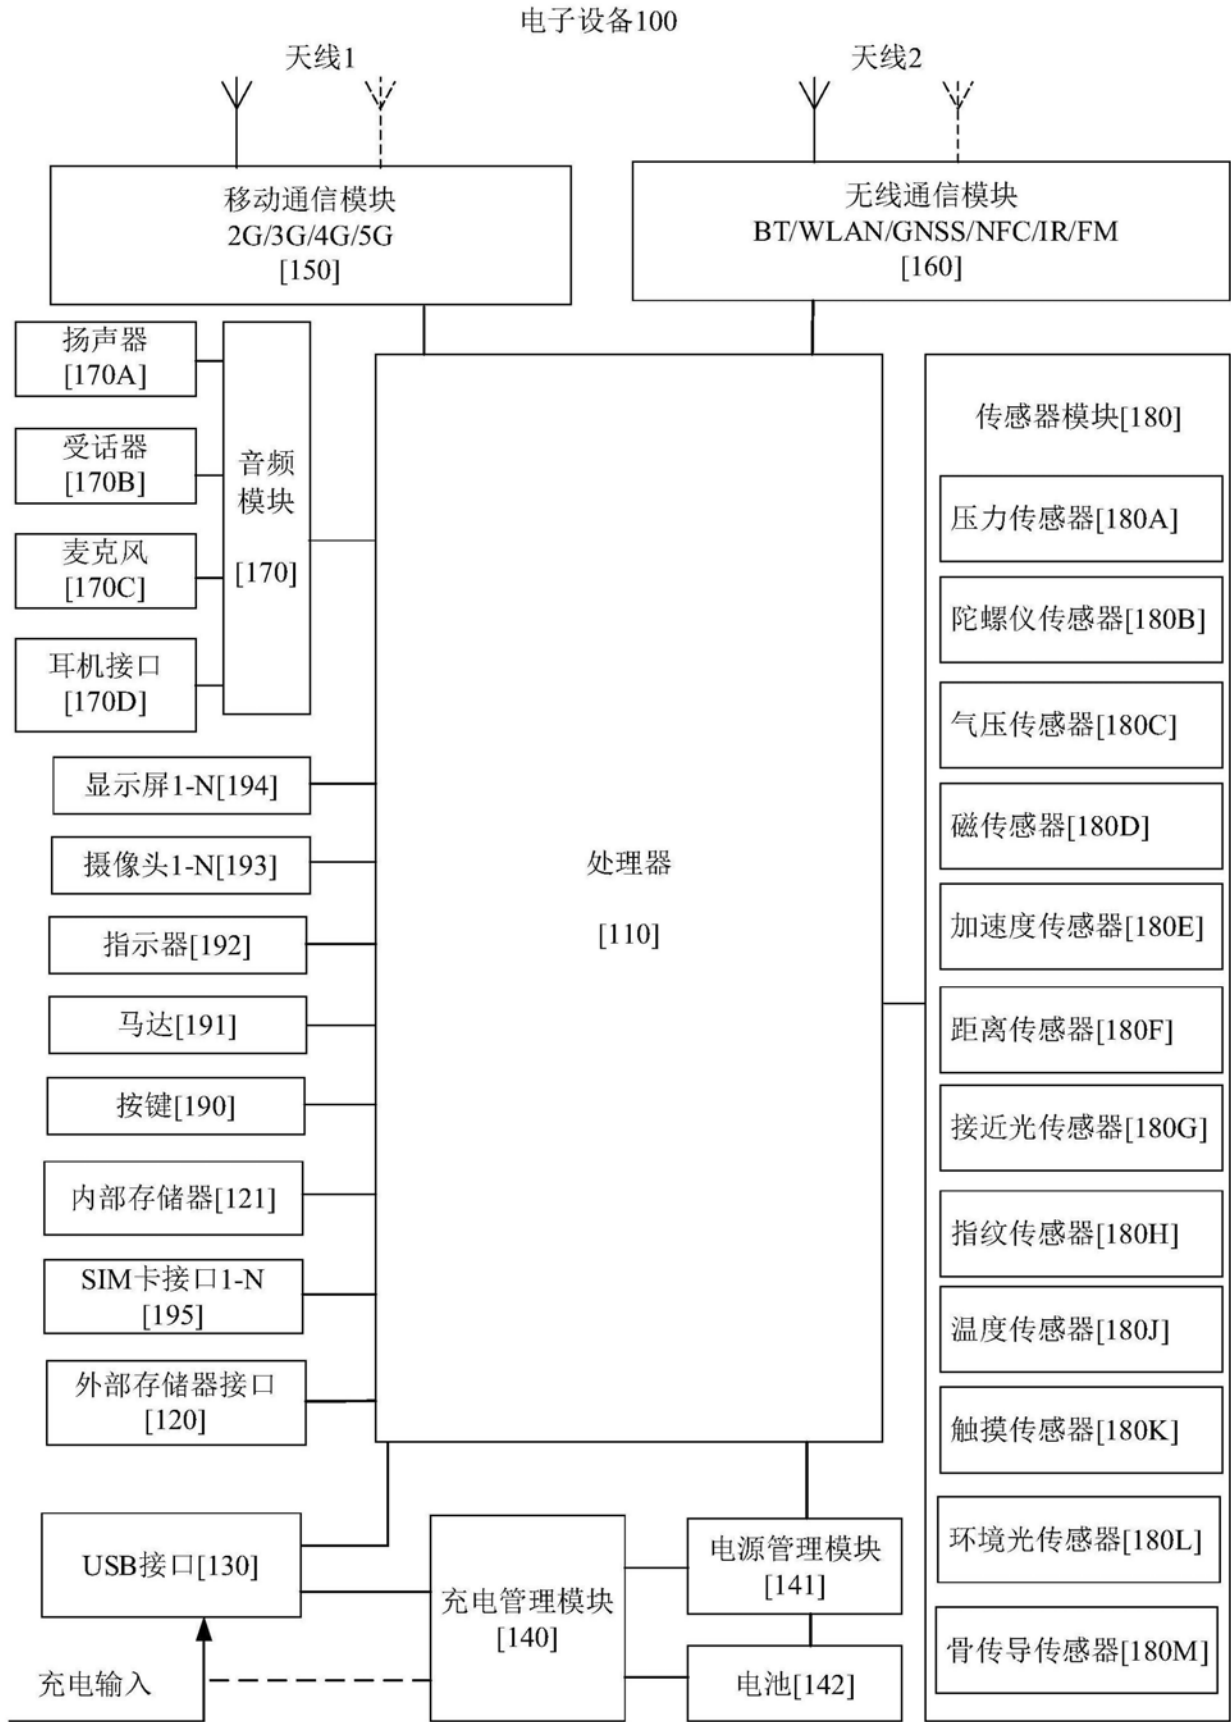 电子设备100
天线1
天线2
移动通信模块
2G/3G/4G/5G
[150]
无线通信模块
BT/WLAN/GNSS/NFC/IR/FM
[160]
扬声器
[170A]
受话器
[170B]
麦克风
[170C]
耳机接口
[170D]
音频
模块
[170]
显示屏1-N[194]
摄像头1-N[193]
指示器[192]
马达[191]
按键[190]
内部存储器[121]
SIM卡接口1-N
[195]
外部存储器接口
[120]
处理器
[110]
传感器模块[180]
压力传感器[180A]
陀螺仪传感器[180B]
气压传感器[180C]
磁传感器[180D]
加速度传感器[180E]
距离传感器[180F]
接近光传感器[180G]
指纹传感器[180H]
温度传感器[180J]
触摸传感器[180K]
环境光传感器[180L]
骨传导传感器[180M]
USB接口[130]
充电输入
充电管理模块
[140]
电源管理模块
[141]
电池[142]